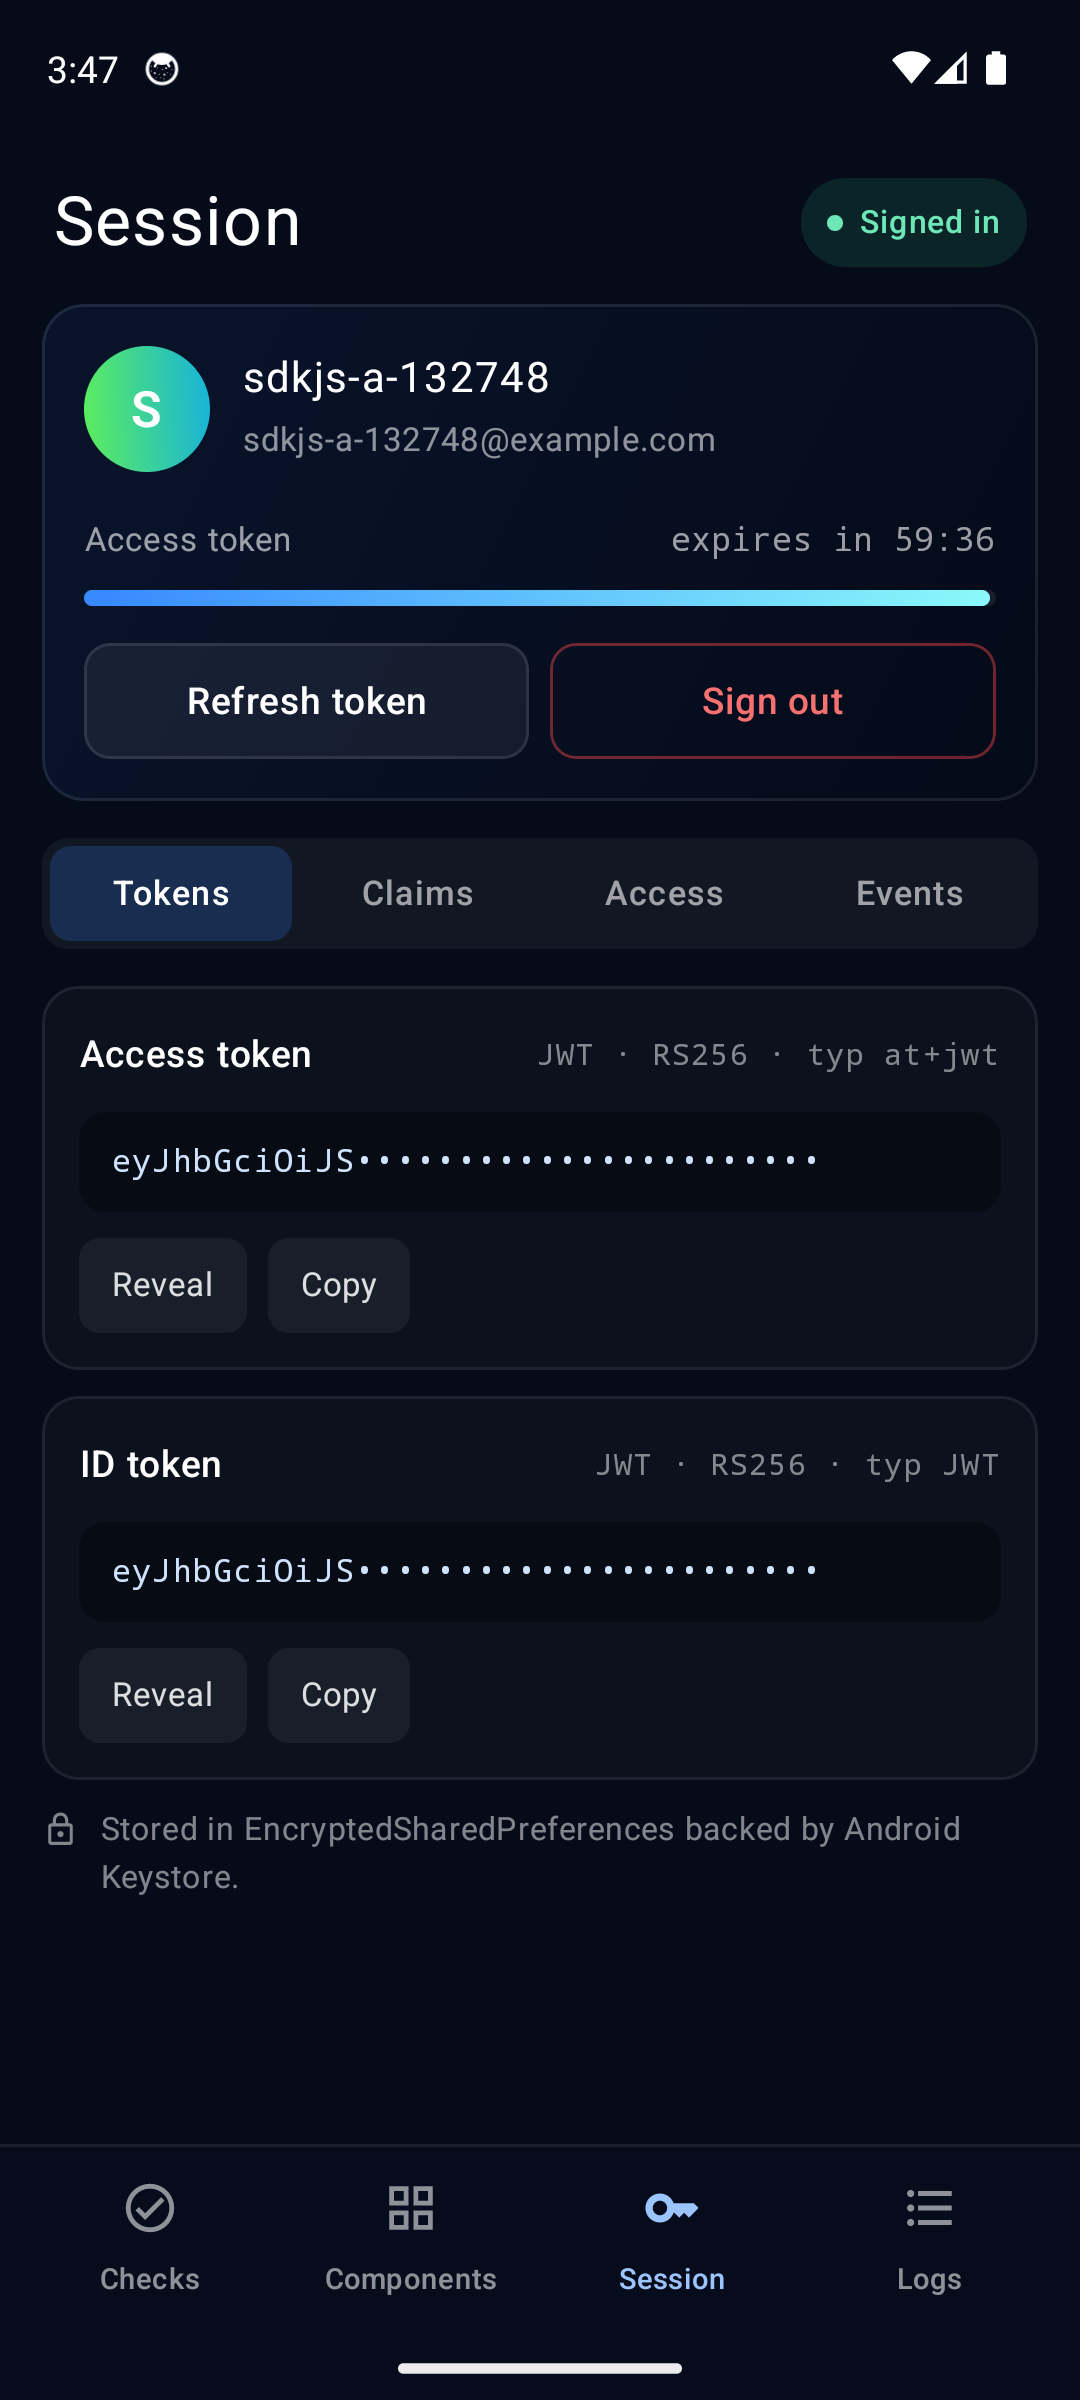 3:47
Session
Signed in
S
sdkjs-a-132748
sdkjs-a-132748@example.com
Access token
expires in 59:36
Refresh token
Sign out
Tokens
Claims
Access
Events
Access token
JWT · RS256 · typ at+jwt
eyJhbGciOiJS•••••••••••••••••••••••
Reveal
Copy
ID token
JWT · RS256 · typ JWT
eyJhbGciOiJS•••••••••••••••••••••••
Reveal
Copy
Stored in EncryptedSharedPreferences backed by Android
Keystore.
Checks
Components
Session
Logs